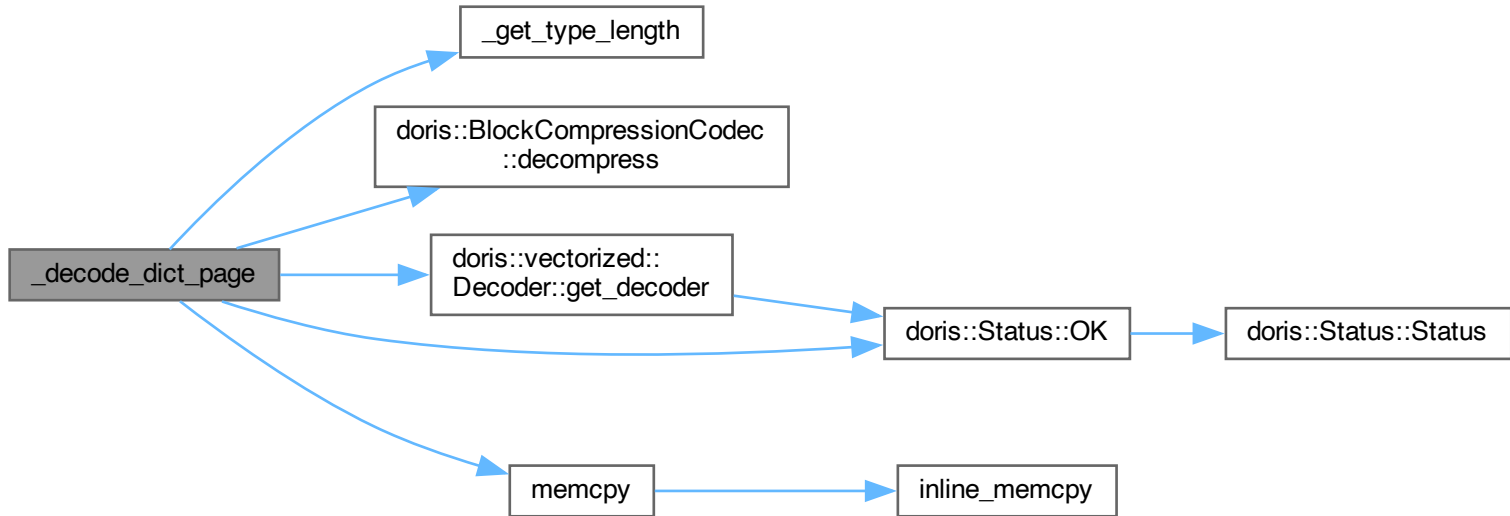 _get_type_length
doris::BlockCompressionCodec
::decompress
_decode_dict_page
doris::vectorized::
Decoder::get_decoder
doris::Status::OK
doris::Status::Status
memcpy
inline_memcpy